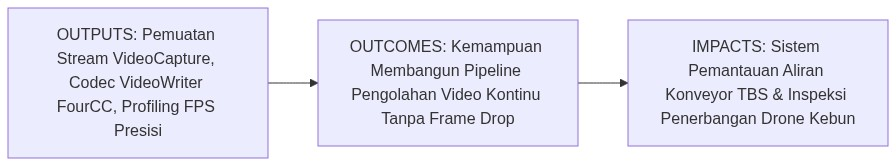 OUTPUTS: Pemuatan
Stream VideoCapture,
Codec VideoWriter
FourCC, Profiling FPS
Presisi
OUTCOMES: Kemampuan
Membangun Pipeline
Pengolahan Video Kontinu
Tanpa Frame Drop
IMPACTS: Sistem
Pemantauan Aliran
Konveyor TBS & Inspeksi
Penerbangan Drone Kebun